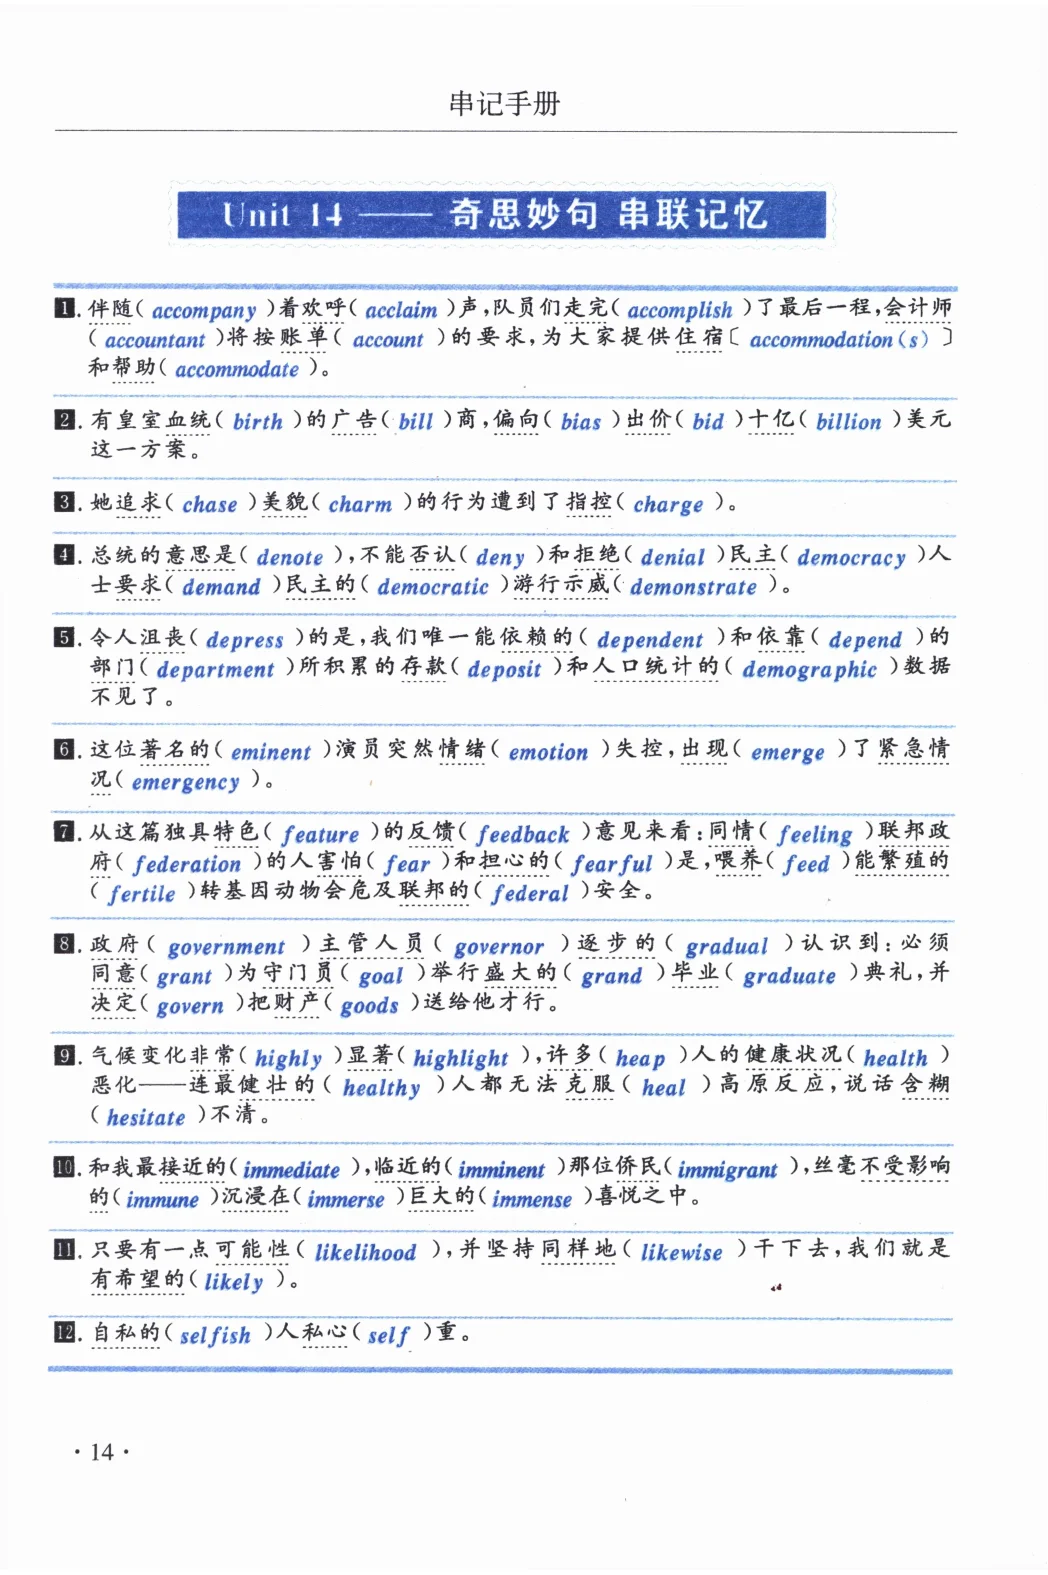 串记手册
Unit 14 —— 奇思妙句 串联记忆
1. 伴随( accompany )着欢呼( acclaim )声,队员们走完( accomplish )了最后一程,会计师
( accountant )将按账单( account )的要求,为大家提供住宿〔 accommodation(s) 〕
和帮助( accommodate )。
2. 有皇室血统( birth )的广告( bill )商,偏向( bias )出价( bid )十亿( billion )美元
这一方案。
3. 她追求( chase )美貌( charm )的行为遭到了指控( charge )。
4. 总统的意思是( denote ),不能否认( deny )和拒绝( denial )民主( democracy )人
士要求( demand )民主的( democratic )游行示威( demonstrate )。
5. 令人沮丧( depress )的是,我们唯一能依赖的( dependent )和依靠( depend )的
部门( department )所积累的存款( deposit )和人口统计的( demographic )数据
不见了。
6. 这位著名的( eminent )演员突然情绪( emotion )失控,出现( emerge )了紧急情
况( emergency )。
7. 从这篇独具特色( feature )的反馈( feedback )意见来看:同情( feeling )联邦政
府( federation )的人害怕( fear )和担心的( fearful )是,喂养( feed )能繁殖的
( fertile )转基因动物会危及联邦的( federal )安全。
8. 政府( government )主管人员( governor )逐步的( gradual )认识到:必须
同意( grant )为守门员( goal )举行盛大的( grand )毕业( graduate )典礼,并
决定( govern )把财产( goods )送给他才行。
9. 气候变化非常( highly )显著( highlight ),许多( heap )人的健康状况( health )
恶化——连最健壮的( healthy )人都无法克服( heal )高原反应,说话含糊
( hesitate )不清。
10. 和我最接近的( immediate ),临近的( imminent )那位侨民( immigrant ),丝毫不受影响
的( immune )沉浸在( immerse )巨大的( immense )喜悦之中。
11. 只要有一点可能性( likelihood ),并坚持同样地( likewise )干下去,我们就是
有希望的( likely )。
12. 自私的( selfish )人私心( self )重。
· 14 ·